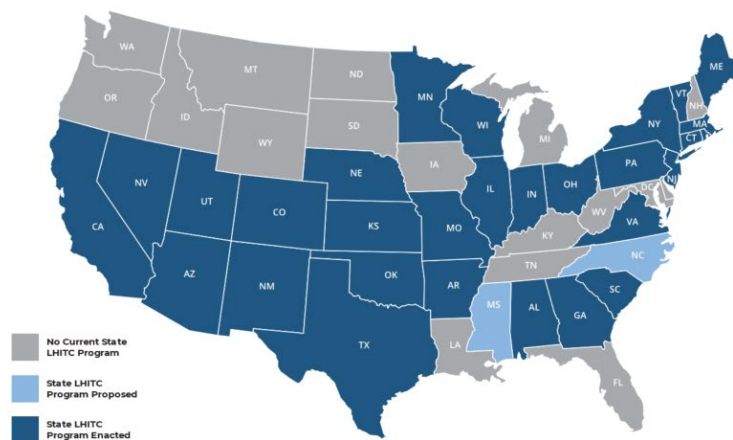 WA
MT
ND
MN
ME
OR
ID
SD
WI
VT
NH
NY
MA
CT
WY
MI
IA
PA
NJ
NE
NV
UT
CO
IL
IN
OH
DC
CA
KS
MO
WV
VA
KY
NC
TN
AZ
NM
OK
AR
SC
MS
AL
GA
TX
LA
FL
No Current State
LHITC Program
State LHITC
Program Proposed
State LHITC
Program Enacted